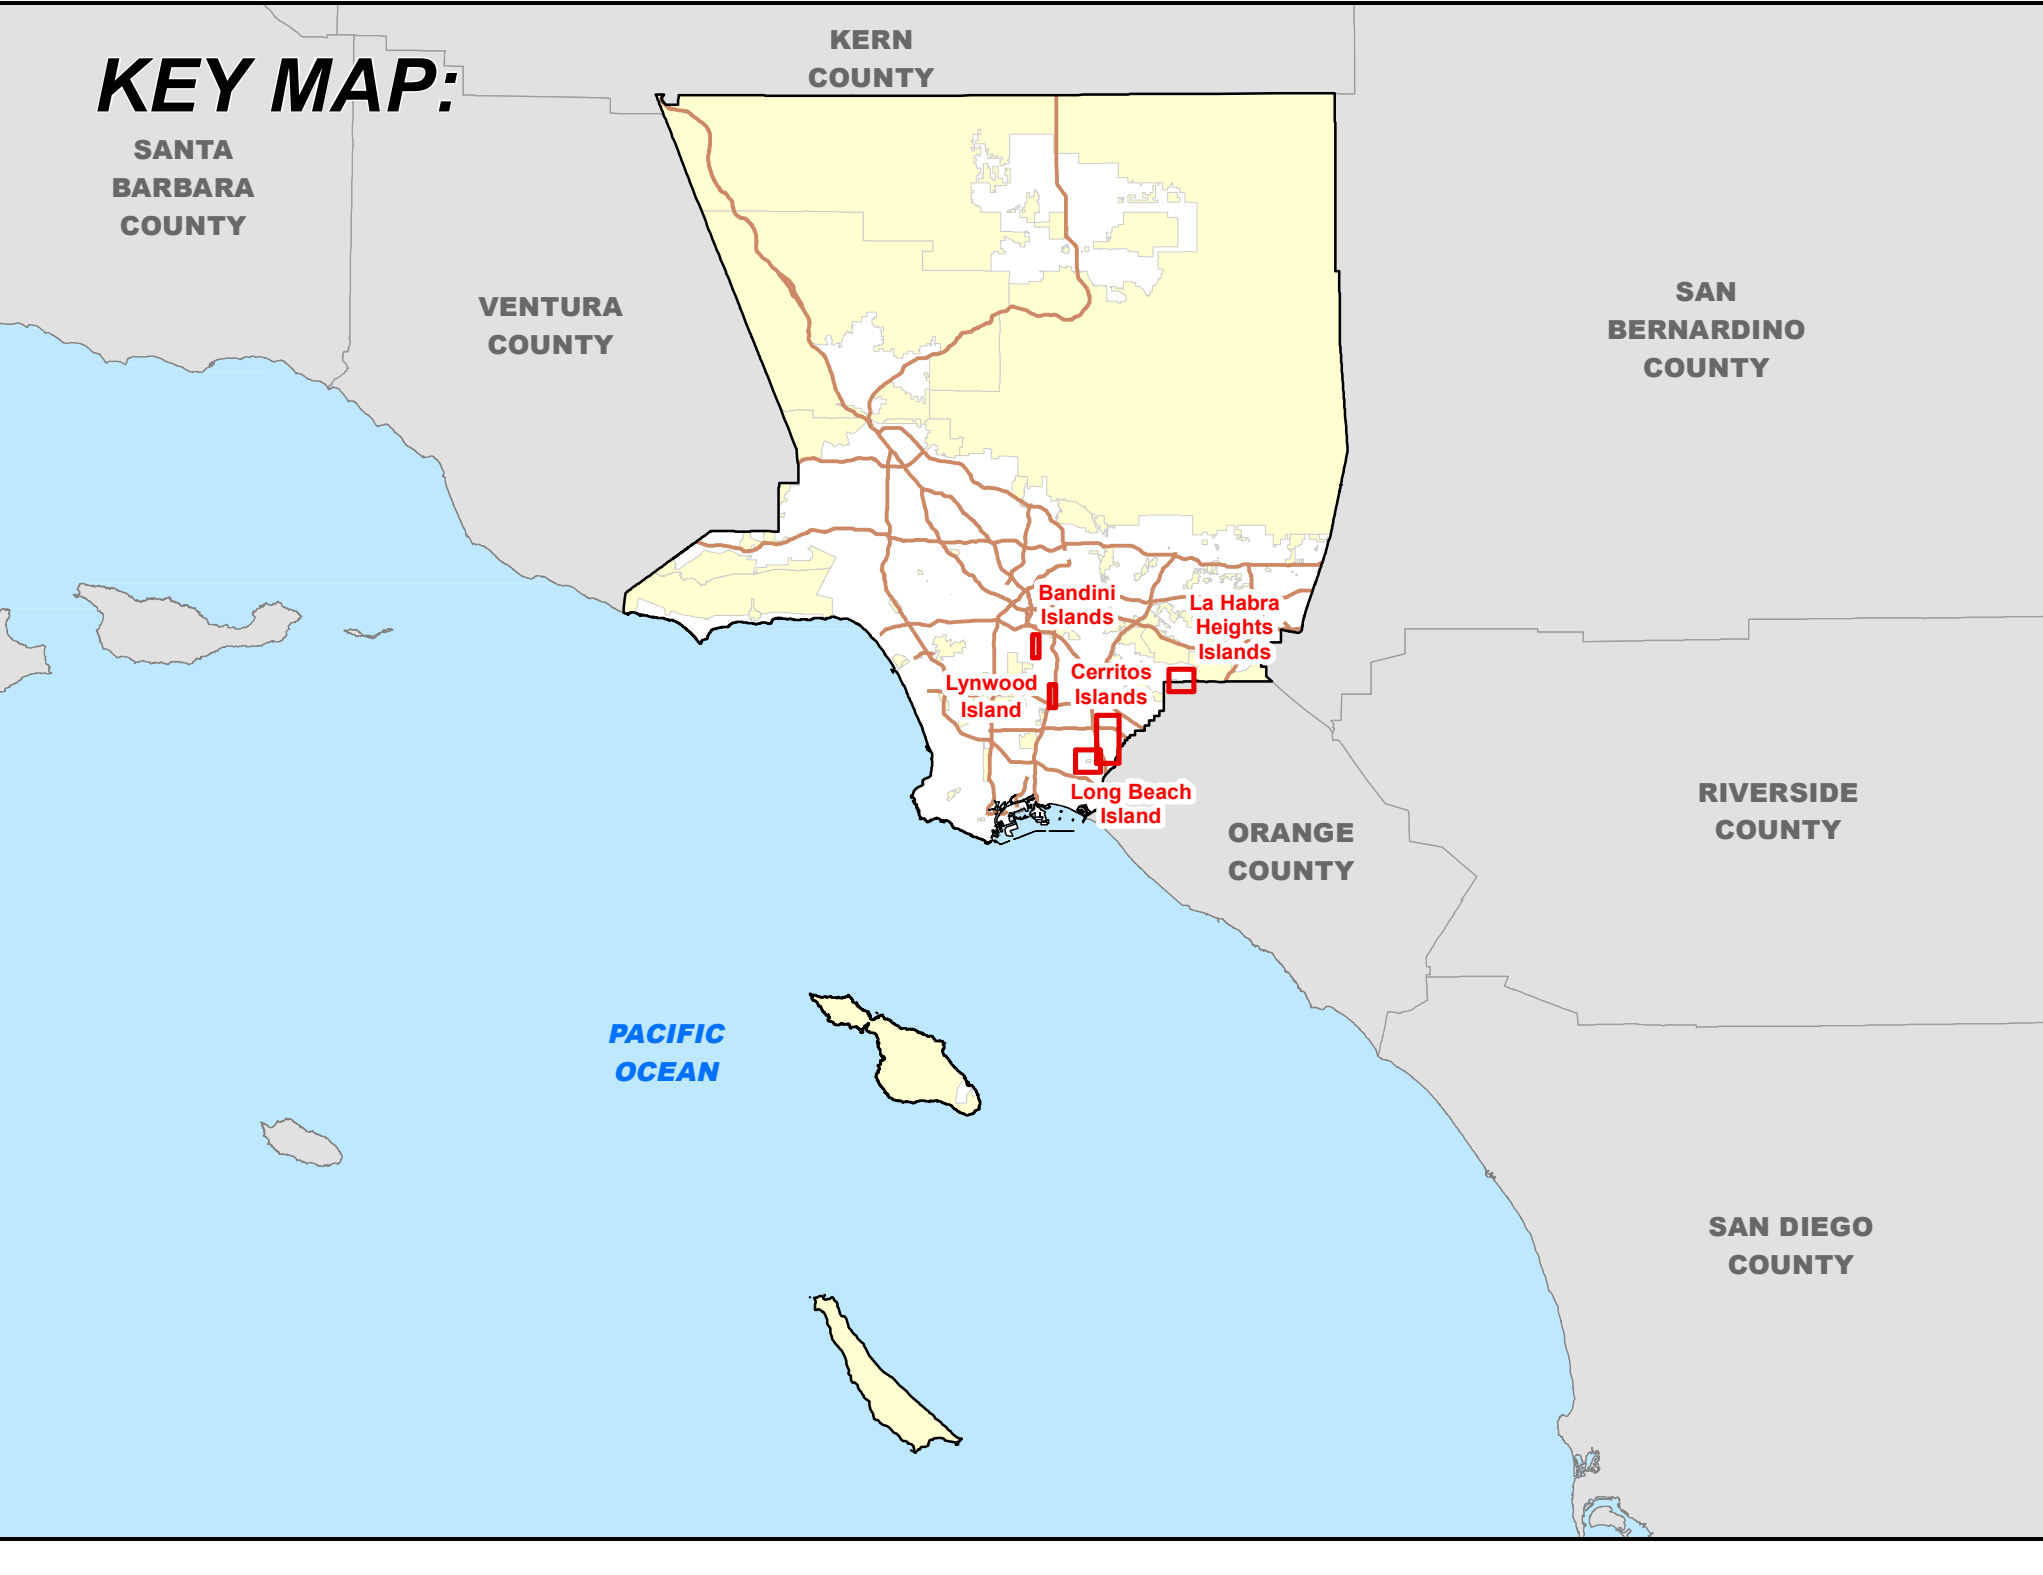 KEY MAP:
KERN
COUNTY
SANTA
BARBARA
COUNTY
VENTURA
COUNTY
SAN
BERNARDINO
COUNTY
Bandini
Islands
La Habra
Heights
Islands
Lynwood
Island
Cerritos
Islands
Long Beach
Island
ORANGE
COUNTY
RIVERSIDE
COUNTY
PACIFIC
OCEAN
SAN DIEGO
COUNTY